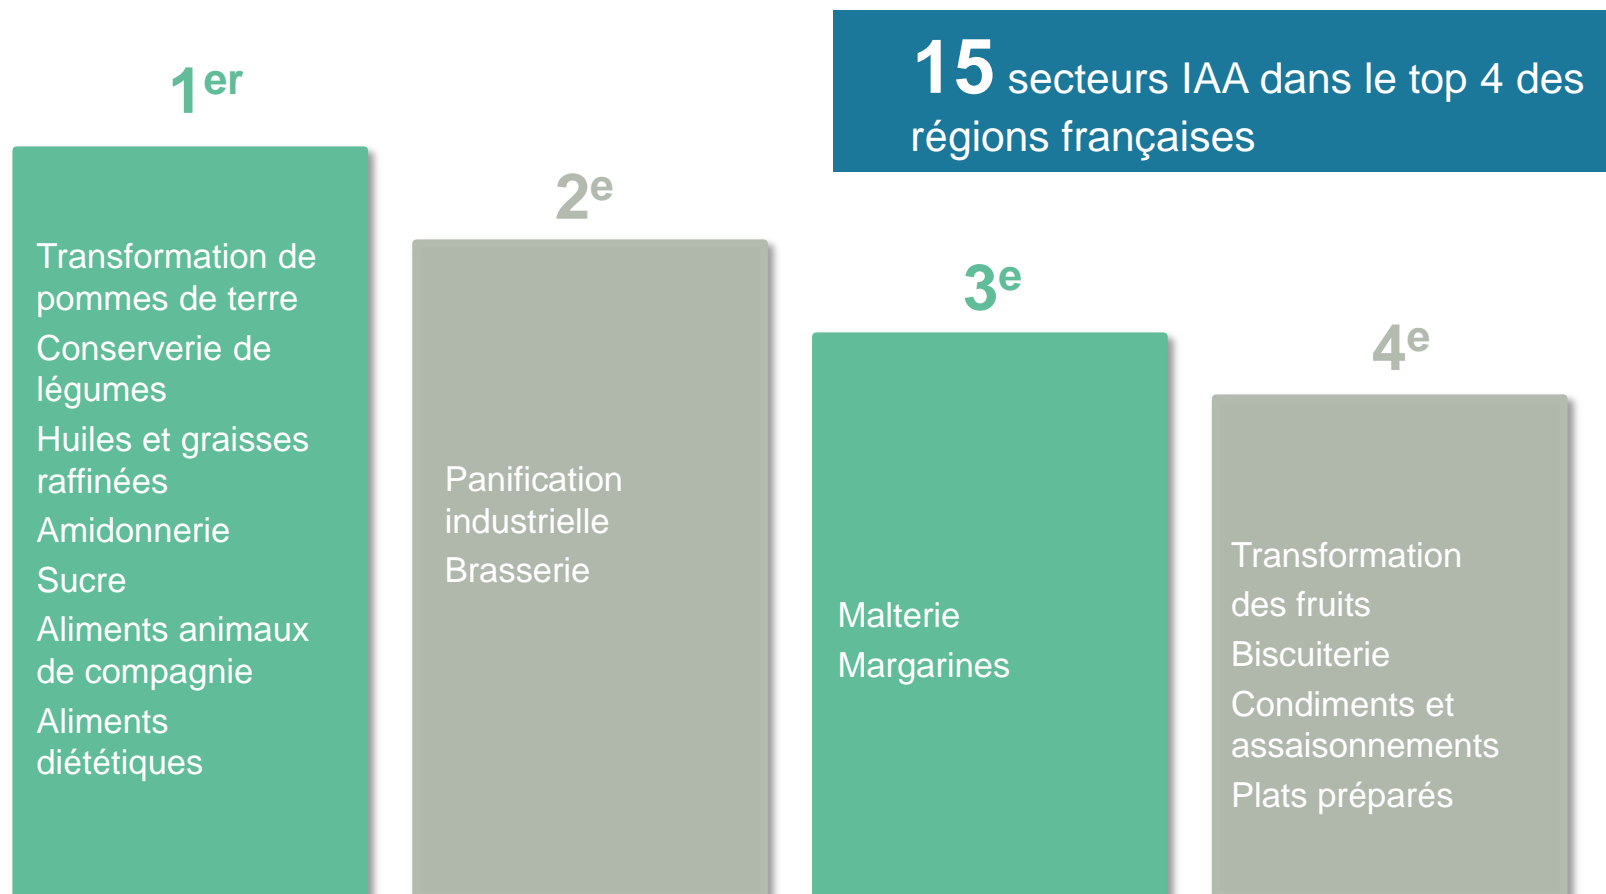 15 secteurs IAA dans le top 4 des
régions françaises
1er
Transformation de
pommes de terre
Conserverie de
légumes
Huiles et graisses
raffinées
Amidonnerie
Sucre
Aliments animaux
de compagnie
Aliments
diététiques
2e
Panification
industrielle
Brasserie
3e
Malterie
Margarines
4e
Transformation
des fruits
Biscuiterie
Condiments et
assaisonnements
Plats préparés